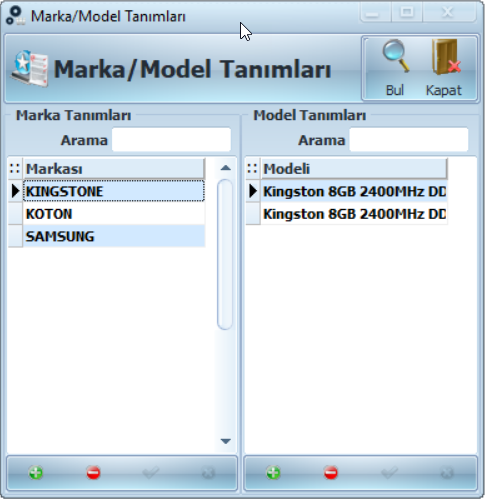 Marka/Model Tanımları
Marka/Model Tanımları
Bul Kapat
Marka Tanımları
Arama
Markası
KINGSTONE
KOTON
SAMSUNG
Model Tanımları
Arama
Modeli
Kingston 8GB 2400MHz DD
Kingston 8GB 2400MHz DD